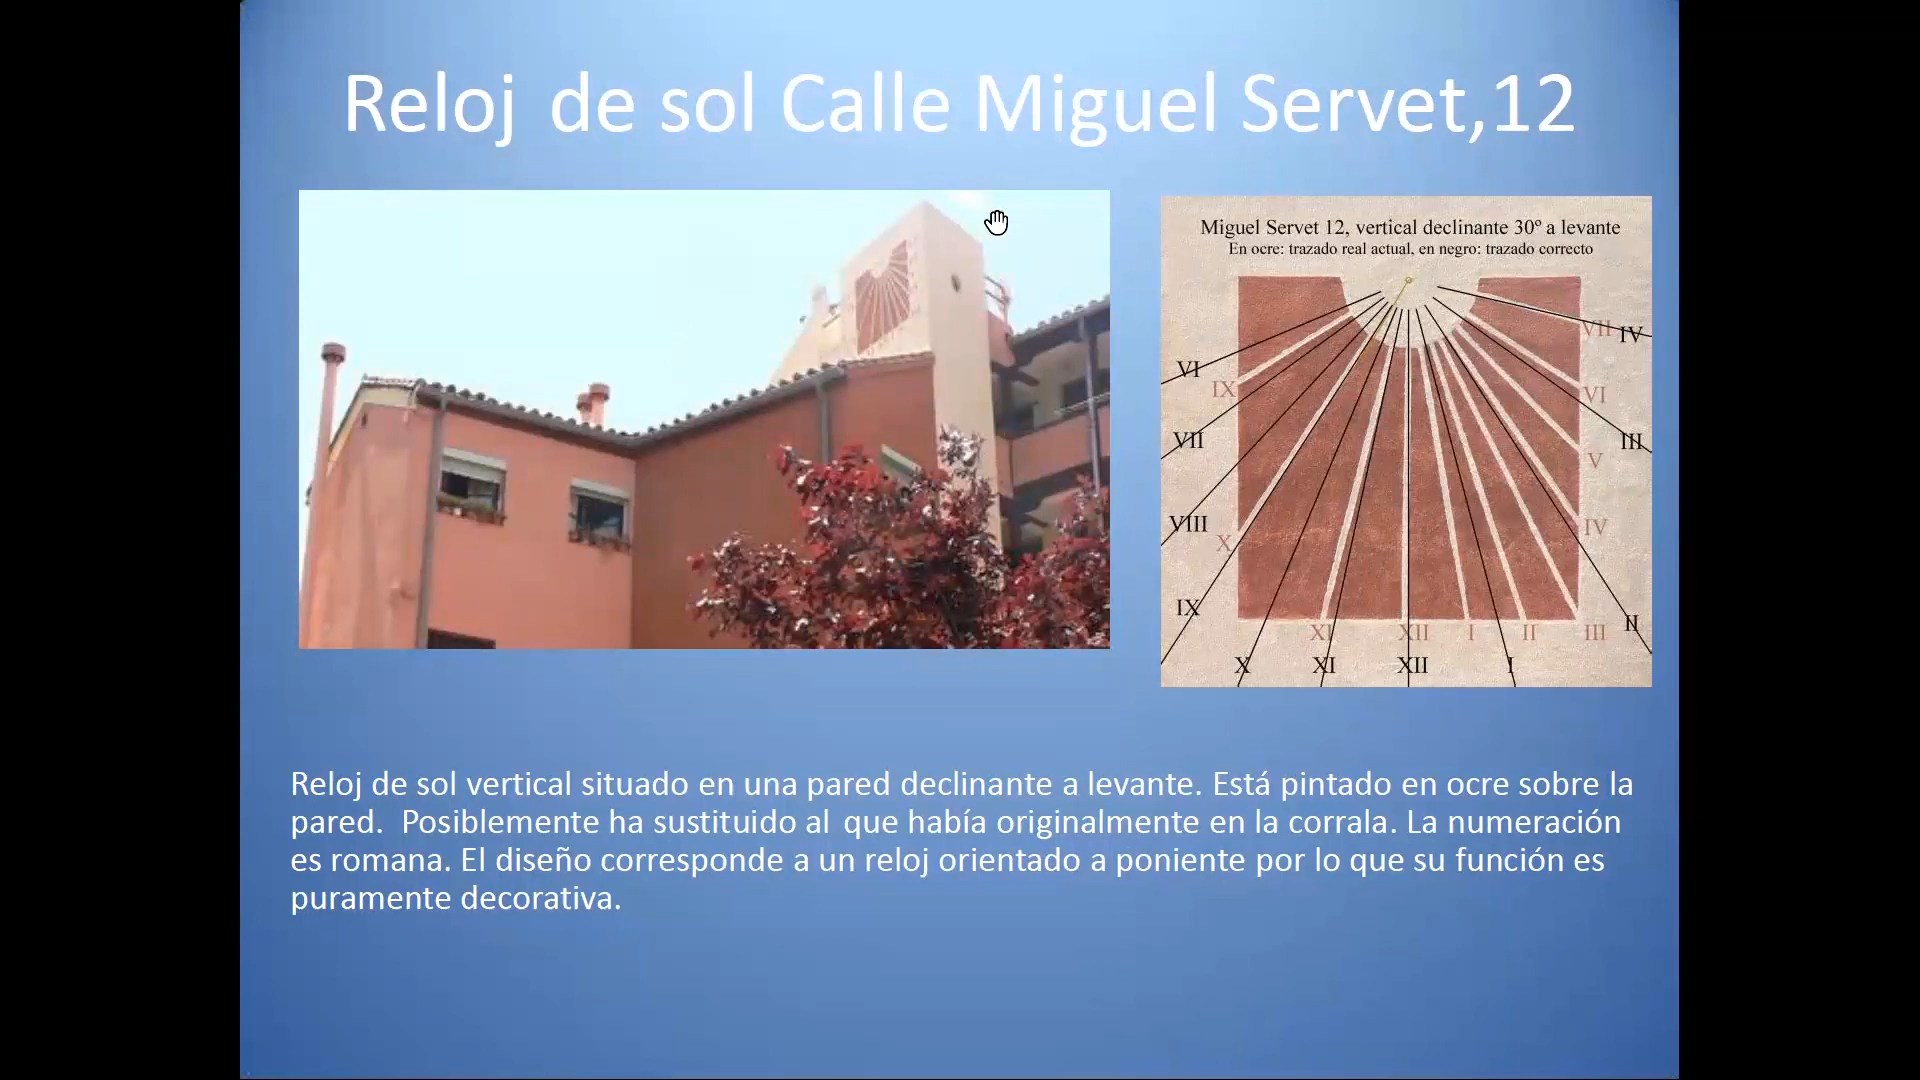 Reloj de sol Calle Miguel Servet,12
Miguel Servet 12, vertical declinante 30º a levante
En ocre: trazado real actual, en negro: trazado correcto
VII IV
VI
IX VI
VII III
V
VIII IV
X
IX II
XI XII I II III
X XI XII I
Reloj de sol vertical situado en una pared declinante a levante. Está pintado en ocre sobre la
pared. Posiblemente ha sustituido al que había originalmente en la corrala. La numeración
es romana. El diseño corresponde a un reloj orientado a poniente por lo que su función es
puramente decorativa.